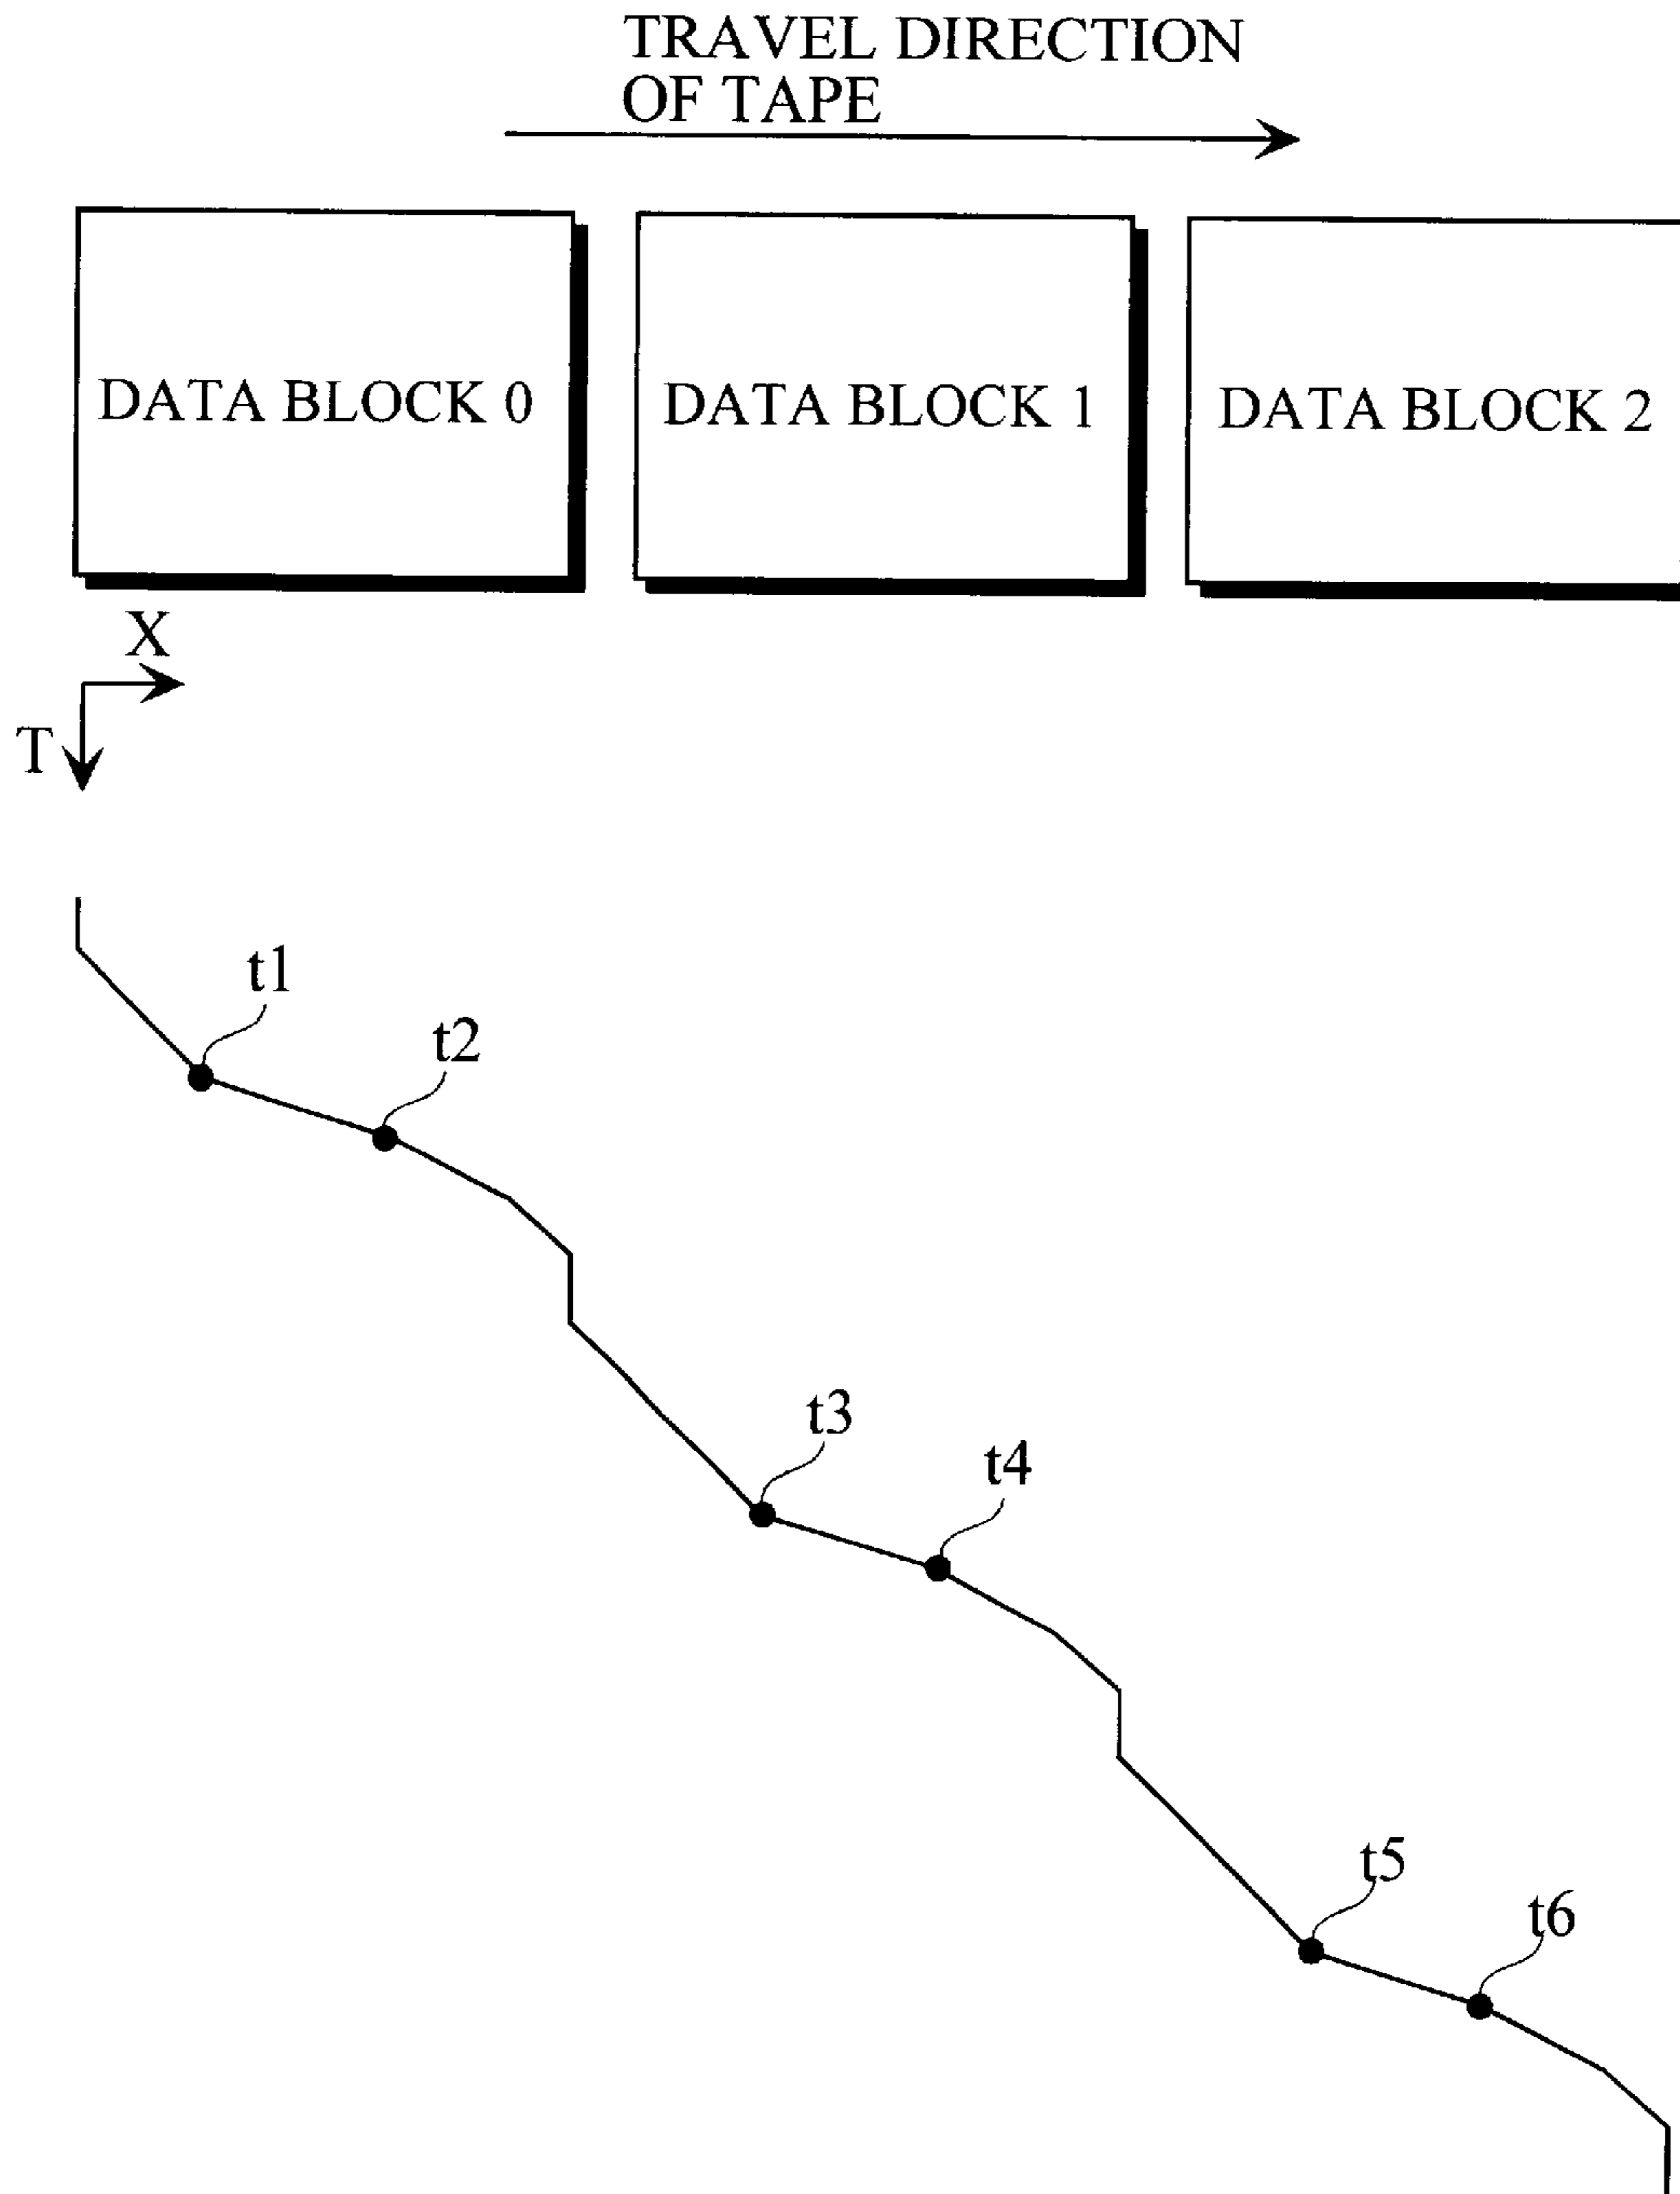 TRAVEL DIRECTION
OF TAPE
DATA BLOCK 0
DATA BLOCK 1
DATA BLOCK 2
X
T
t1
t2
t3
t4
t5
t6